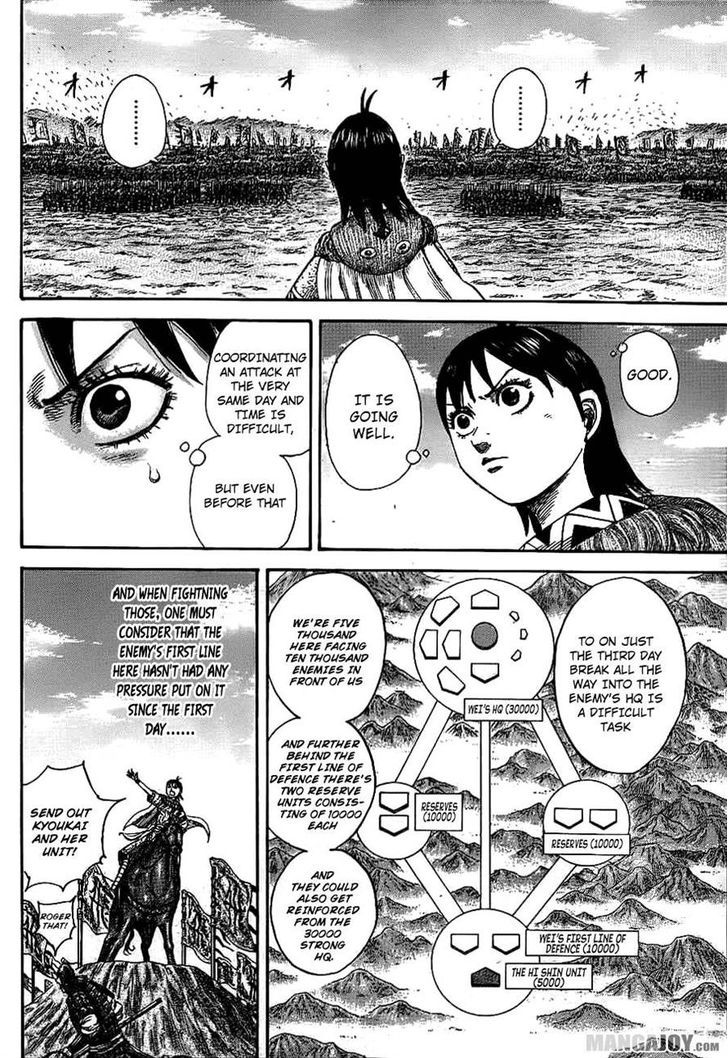 オ
オ
オ
オ
オ
.........
.........
GOOD.
IT IS
GOING
WELL.
COORDINATING
AN ATTACK AT
THE VERY
SAME DAY AND
TIME IS
DIFFICULT,
BUT EVEN
BEFORE THAT
TO ON JUST
THE THIRD DAY
BREAK ALL THE
WAY INTO THE
ENEMY'S HQ IS
A DIFFICULT
TASK
WEI'S HQ (30000)
RESERVES
(10000)
RESERVES (10000)
WEI'S FIRST LINE OF
DEFENCE (10000)
THE HI SHIN UNIT
(5000)
WE'RE FIVE
THOUSAND
HERE FACING
TEN THOUSAND
ENEMIES IN
FRONT OF US
AND FURTHER
BEHIND THE
FIRST LINE OF
DEFENCE THERE'S
TWO RESERVE
UNITS CONSIS-
TING OF 10000
EACH
AND
THEY COULD
ALSO GET
REINFORCED
FROM THE
30000
STRONG
HQ.
AND WHEN FIGHTNING
THOSE, ONE MUST
CONSIDER THAT THE
ENEMY'S FIRST LINE
HERE HASN'T HAD ANY
PRESSURE PUT ON IT
SINCE THE FIRST
DAY......
SEND OUT
KYOUKAI
AND HER
UNIT!
ROGER
THAT!
MANGAJOY.COM